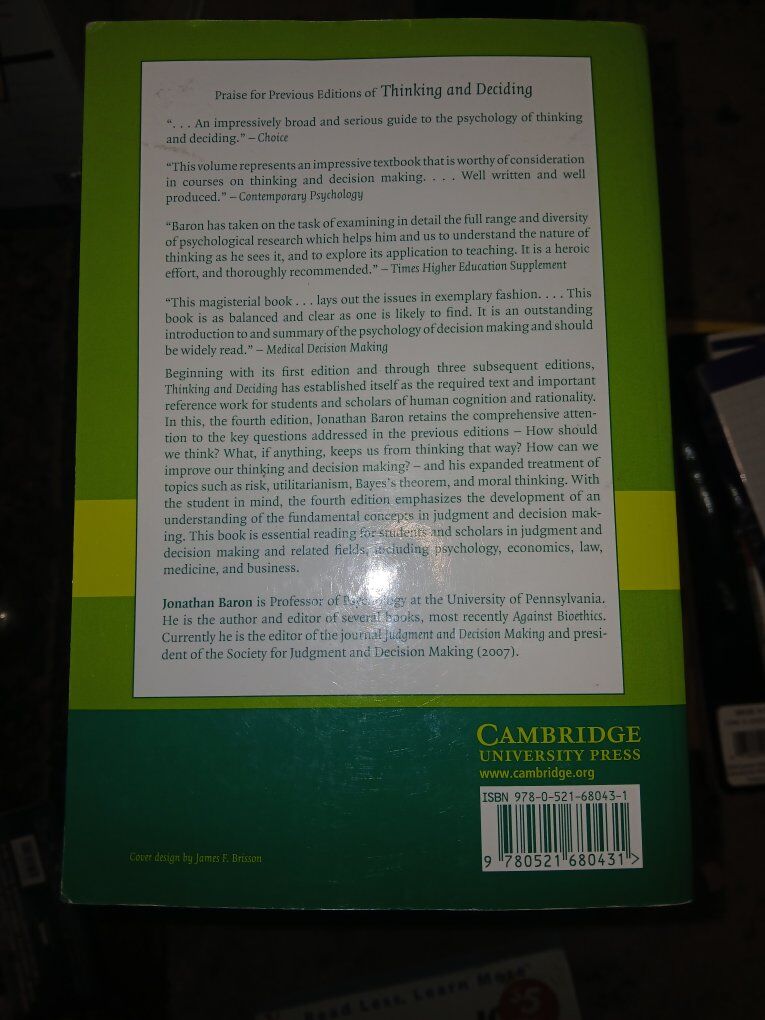 Praise for Previous Editions of Thinking and Deciding
“. . . An impressively broad and serious guide to the psychology of thinking
and deciding.” – Choice
“This volume represents an impressive textbook that is worthy of consideration
in courses on thinking and decision making. . . . Well written and well
produced.” – Contemporary Psychology
“Baron has taken on the task of examining in detail the full range and diversity
of psychological research which helps him and us to understand the nature of
thinking as he sees it, and to explore its application to teaching. It is a heroic
effort, and thoroughly recommended.” – Times Higher Education Supplement
“This magisterial book . . . lays out the issues in exemplary fashion. . . . This
book is as balanced and clear as one is likely to find. It is an outstanding
introduction to and summary of the psychology of decision making and should
be widely read.” – Medical Decision Making
Beginning with its first edition and through three subsequent editions,
Thinking and Deciding has established itself as the required text and important
reference work for students and scholars of human cognition and rationality.
In this, the fourth edition, Jonathan Baron retains the comprehensive atten-
tion to the key questions addressed in the previous editions – How should
we think? What, if anything, keeps us from thinking that way? How can we
improve our thinking and decision making? – and his expanded treatment of
topics such as risk, utilitarianism, Bayes’s theorem, and moral thinking. With
the student in mind, the fourth edition emphasizes the development of an
understanding of the fundamental concepts in judgment and decision mak-
ing. This book is essential reading for students and scholars in judgment and
decision making and related fields, including psychology, economics, law,
medicine, and business.
Jonathan Baron is Professor of Psychology at the University of Pennsylvania.
He is the author and editor of several books, most recently Against Bioethics.
Currently he is the editor of the journal Judgment and Decision Making and presi-
dent of the Society for Judgment and Decision Making (2007).
CAMBRIDGE
UNIVERSITY PRESS
www.cambridge.org
ISBN 978-0-521-68043-1
9 780521 680431 >
Cover design by James F. Brisson
Read Less, Learn More
$5